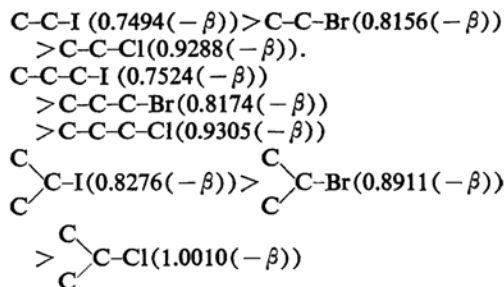 C–C–I (0.7494(−β))>C–C–Br(0.8156(−β))
>C–C–Cl(0.9288(−β)).
C–C–C–I (0.7524(−β))
>C–C–C–Br(0.8174(−β))
>C–C–C–Cl(0.9305(−β))
C C
C–I(0.8276(−β))> C–Br(0.8911(−β))
C C
C
> C–Cl(1.0010(−β))
C